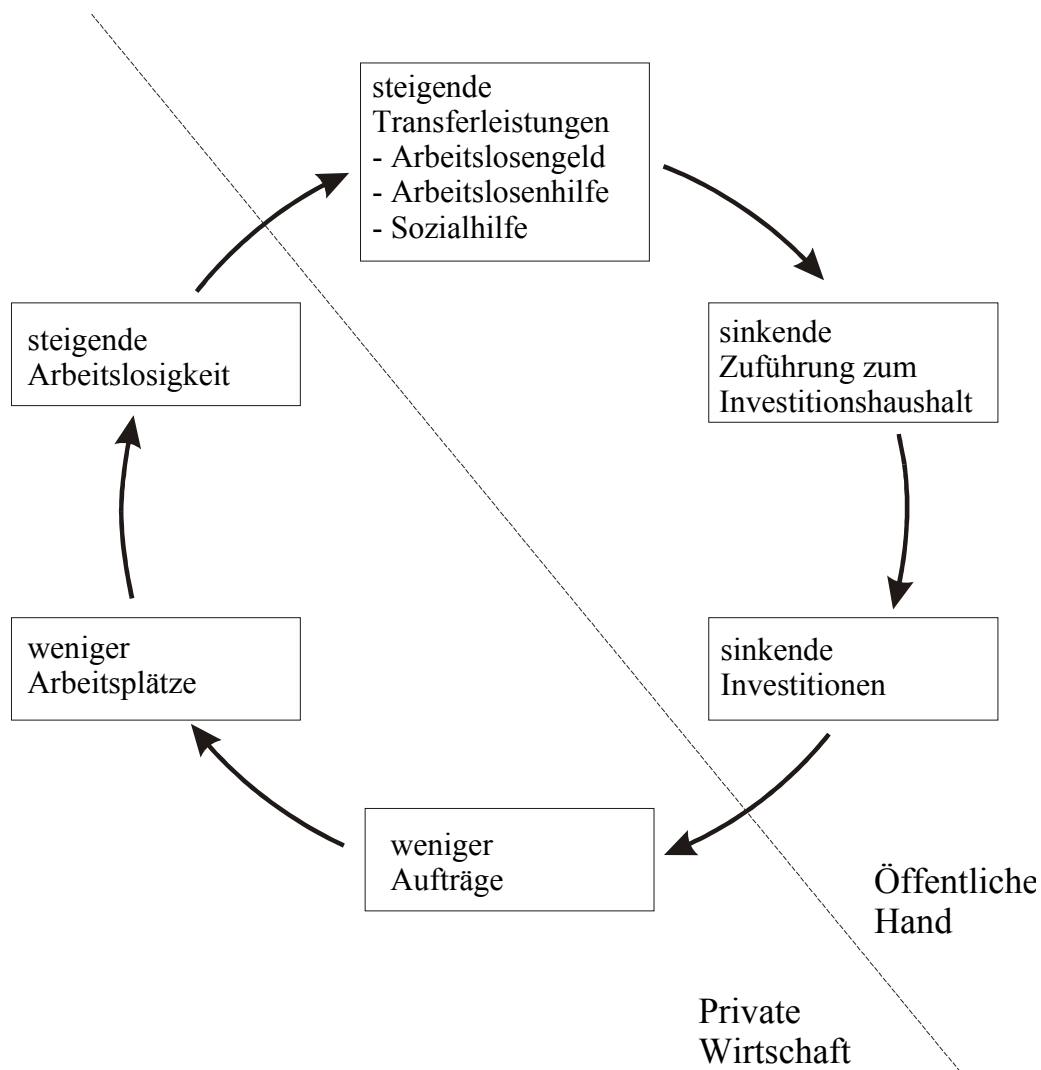 steigende
Transferleistungen
- Arbeitslosengeld
- Arbeitslosenhilfe
- Sozialhilfe
sinkende
Zuführung zum
Investitionshaushalt
sinkende
Investitionen
weniger
Aufträge
weniger
Arbeitsplätze
steigende
Arbeitslosigkeit
Öffentliche
Hand
Private
Wirtschaft